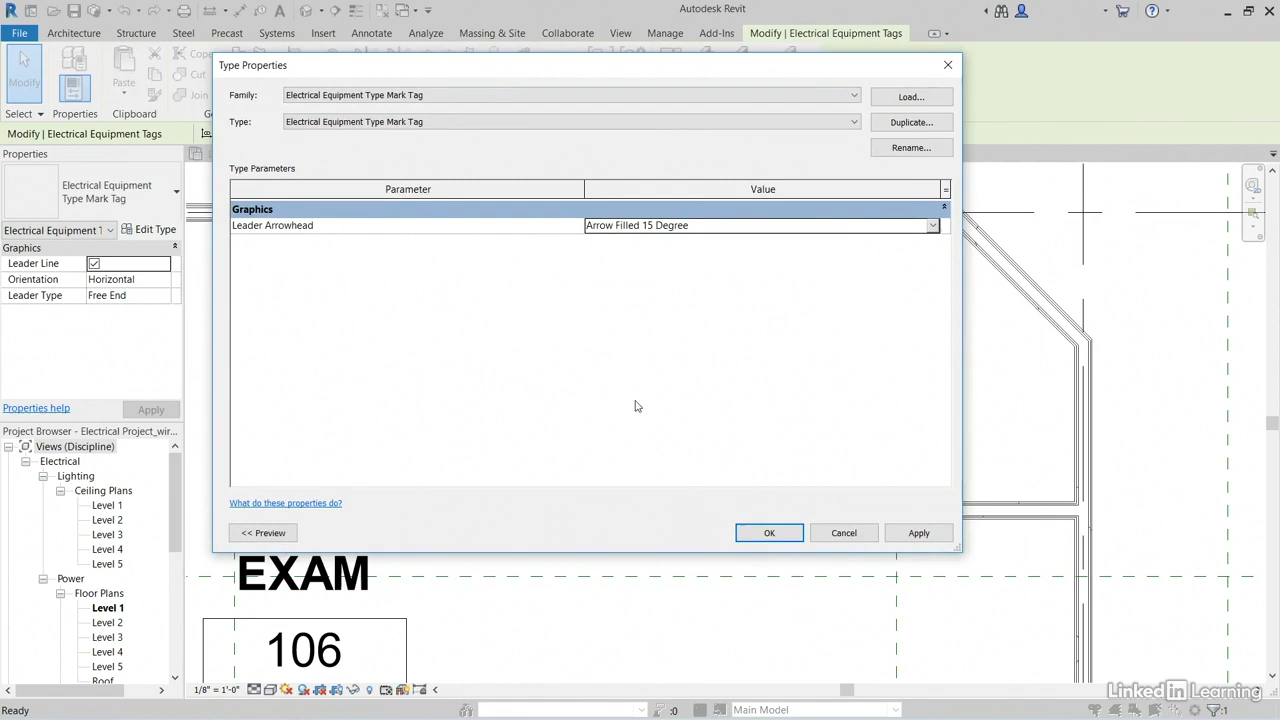 Autodesk Revit
File Architecture Structure Steel Precast Systems Insert Annotate Analyze Massing & Site Collaborate View Manage Add-Ins Modify | Electrical Equipment Tags
Modify
Paste
Cut
Join
Select Properties Clipboard
Modify | Electrical Equipment Tags
Type Properties
Family: Electrical Equipment Type Mark Tag Load...
Type: Electrical Equipment Type Mark Tag Duplicate...
Rename...
Type Parameters
Parameter Value =
Graphics
Leader Arrowhead Arrow Filled 15 Degree
What do these properties do?
<< Preview OK Cancel Apply
Properties
Electrical Equipment
Type Mark Tag
Electrical Equipment T Edit Type
Graphics
Leader Line
Orientation Horizontal
Leader Type Free End
Properties help Apply
Project Browser - Electrical Project_wir...
Views (Discipline)
Electrical
Lighting
Ceiling Plans
Level 1
Level 2
Level 3
Level 4
Level 5
Power
Floor Plans
Level 1
Level 2
Level 3
Level 4
Level 5
Roof
EXAM
106
1/8" = 1'-0"
Linked in Learning
Ready :0 Main Model :1